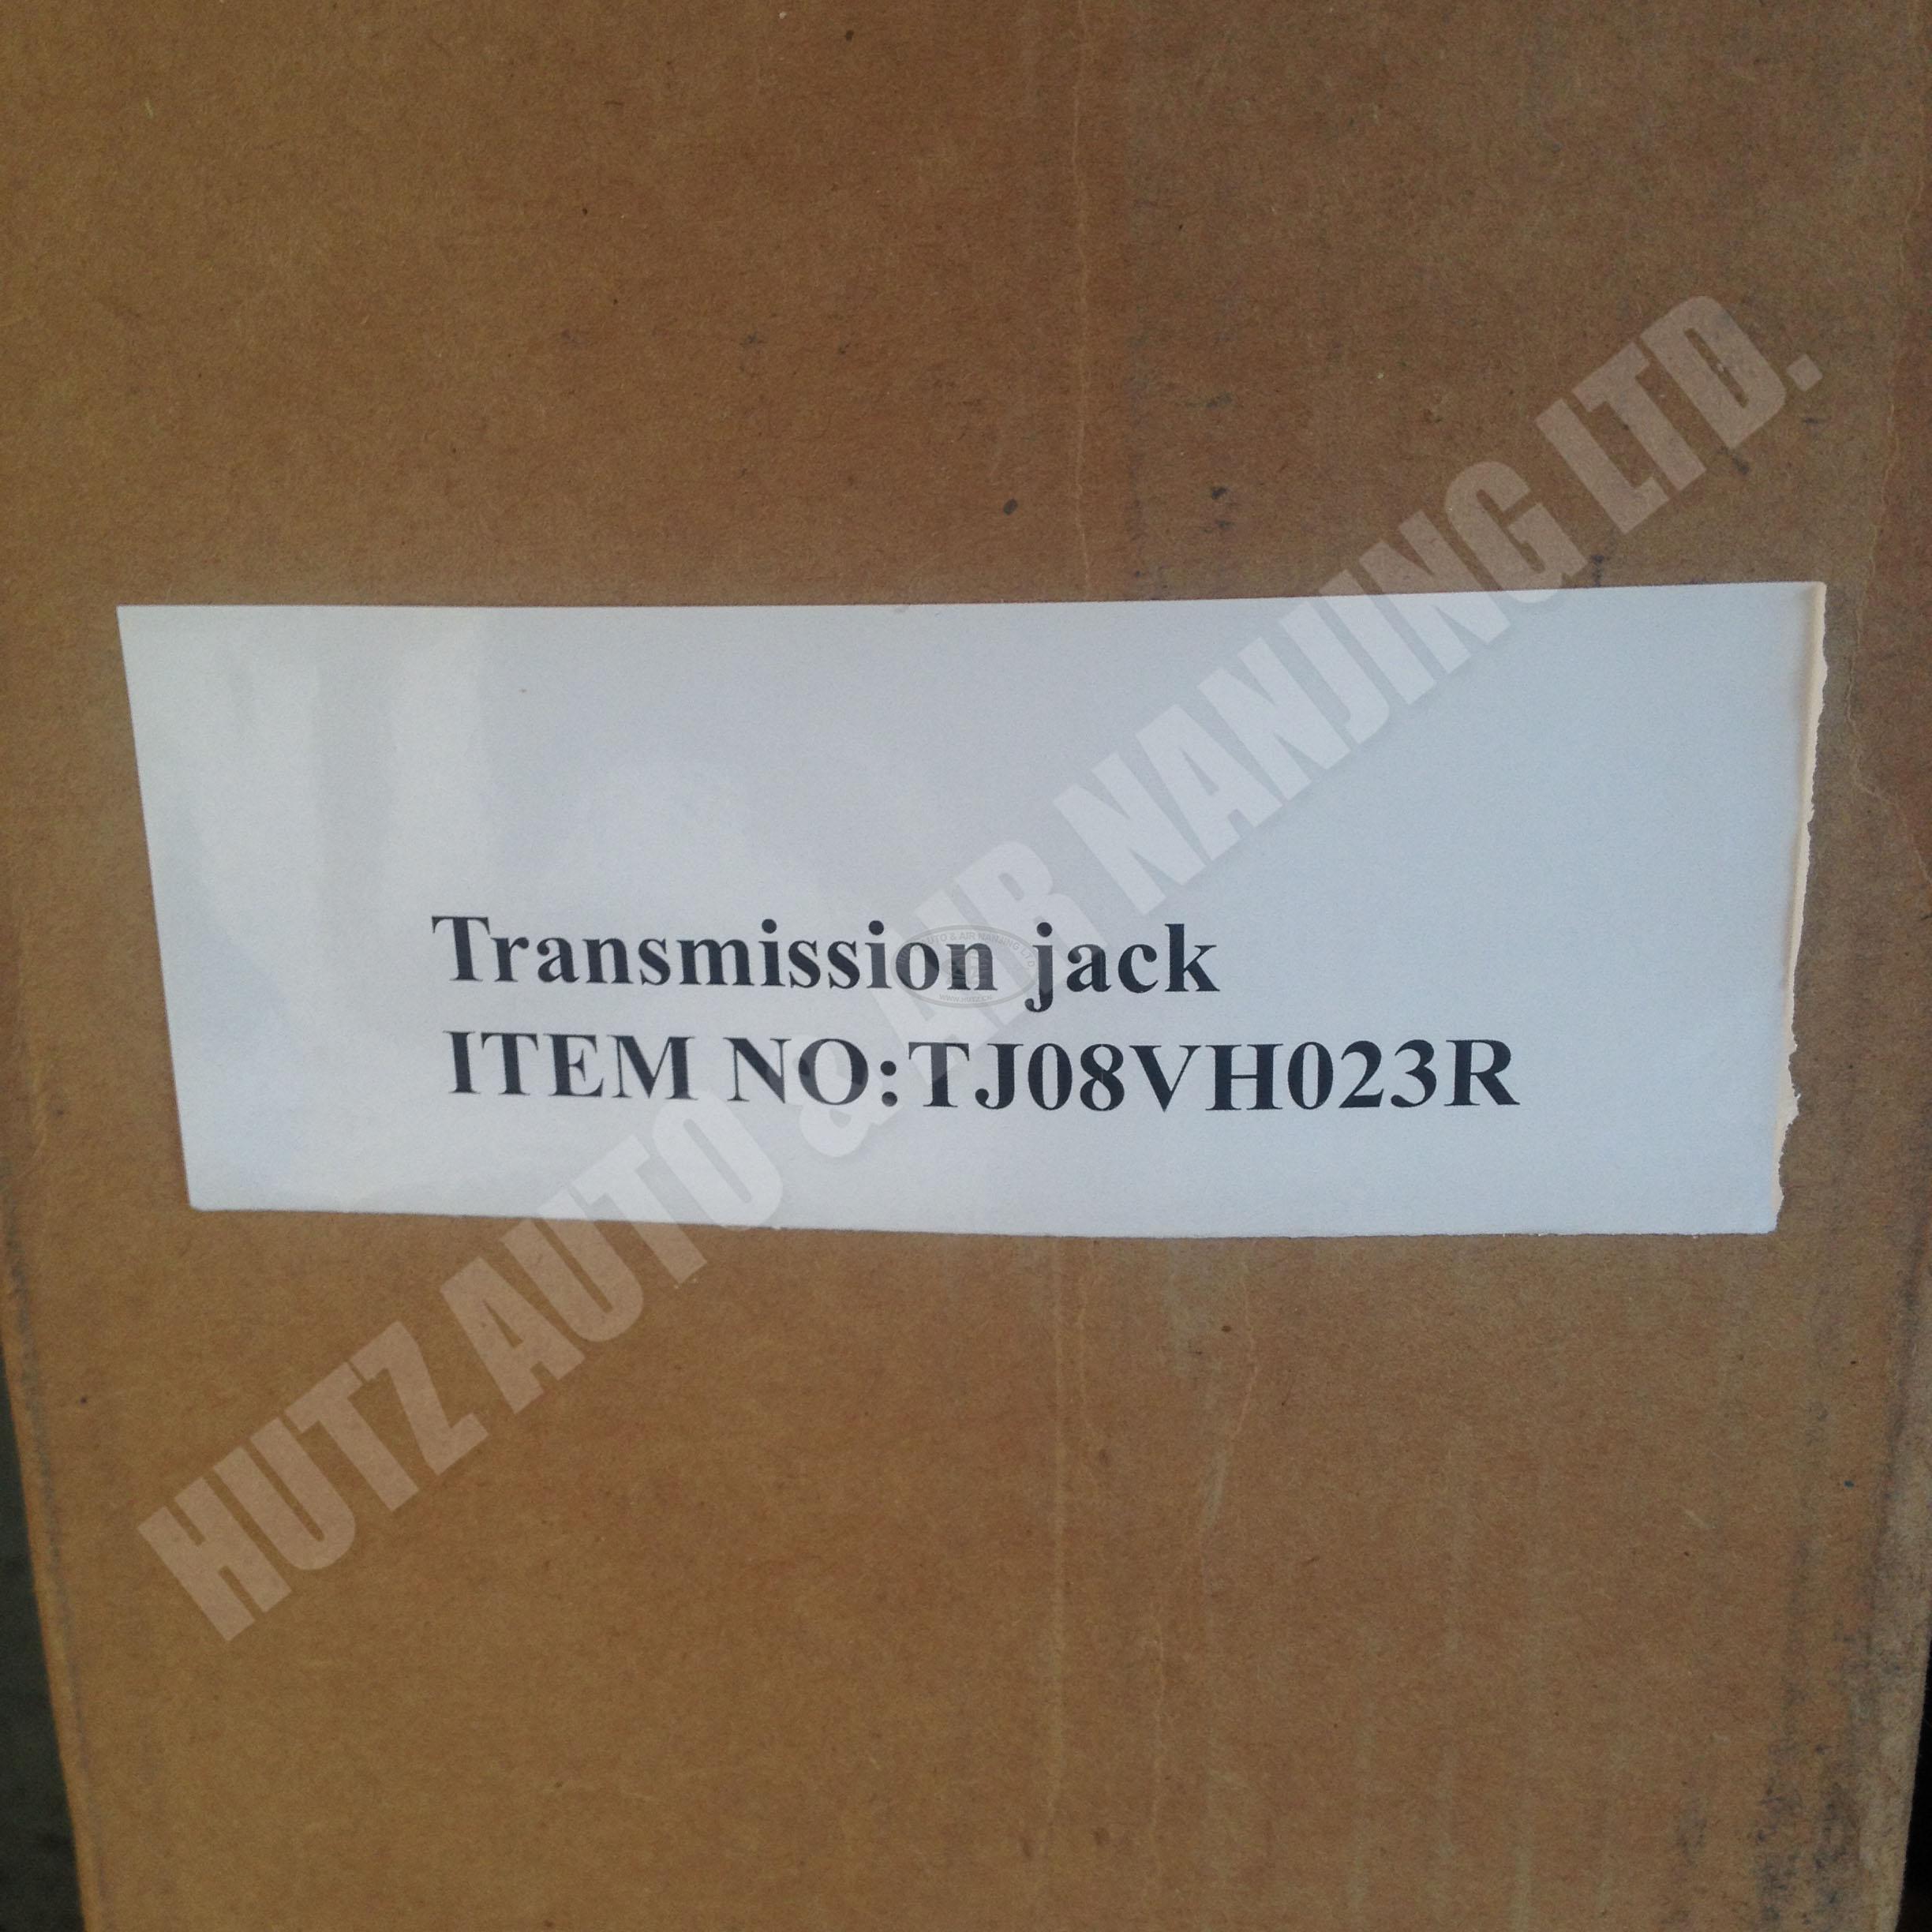 Transmission jack
ITEM NO:TJ08VH023R
HUTZ AUTO & AIR NANJING LTD.